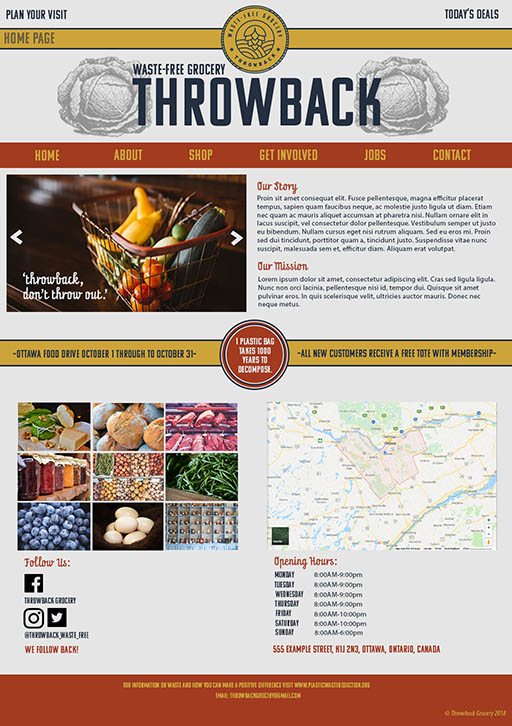 PLAN YOUR VISIT
TODAY'S DEALS
WASTE-FREE GROCERY
THROWBACK
HOME PAGE
WASTE-FREE GROCERY
THROWBACK
HOME ABOUT SHOP GET INVOLVED JOBS CONTACT
'throwback,
don't throw out.'
Our Story
Proin sit amet consequat elit. Fusce pellentesque, magna efficitur placerat
tempus, sapien quam faucibus neque, ac molestie justo ligula ut diam. Etiam
nec quam ac mauris aliquet accumsan at pharetra nisi. Nullam ornare elit in
lacus suscipit, vel consectetur dolor pellentesque. Vestibulum semper ut justo
eu bibendum. Nullam cursus eget nisi rutrum aliquam. Sed eu eros mi. Proin
sed dui tincidunt, porttitor quam a, tincidunt justo. Suspendisse vitae nunc
suscipit, malesuada sem et, efficitur diam. Aliquam erat volutpat.
Our Mission
Lorem ipsum dolor sit amet, consectetur adipiscing elit. Cras sed ligula ligula.
Nunc non orci lacinia, pellentesque nisi id, tempor dui. Quisque sit amet
pulvinar eros. In quis scelerisque velit, ultricies auctor mauris. Donec nec
neque metus.
-OTTAWA FOOD DRIVE OCTOBER 1 THROUGH TO OCTOBER 31-
1 PLASTIC BAG
TAKES 1000
YEARS TO
DECOMPOSE.
-ALL NEW CUSTOMERS RECEIVE A FREE TOTE WITH MEMBERSHIP-
Follow Us:
THROWBACK GROCERY
@THROWBACK_WASTE_FREE
WE FOLLOW BACK!
Opening Hours:
MONDAY 8:00AM-9:00pm
TUESDAY 8:00AM-9:00pm
WEDNESDAY 8:00AM-9:00pm
THURSDAY 8:00AM-9:00pm
FRIDAY 8:00AM-10:00pm
SATURDAY 8:00AM-10:00pm
SUNDAY 8:00AM-6:00pm
555 EXAMPLE STREET, K1J 2N3, OTTAWA, ONTARIO, CANADA
FOR INFORMATION ON WASTE AND HOW YOU CAN MAKE A POSITIVE DIFFERENCE VISIT WWW.PLASTICWASTEREDUCTION.ORG
EMAIL: THROWBACKGROCERY@GMAIL.COM
© Throwback Grocery 2018